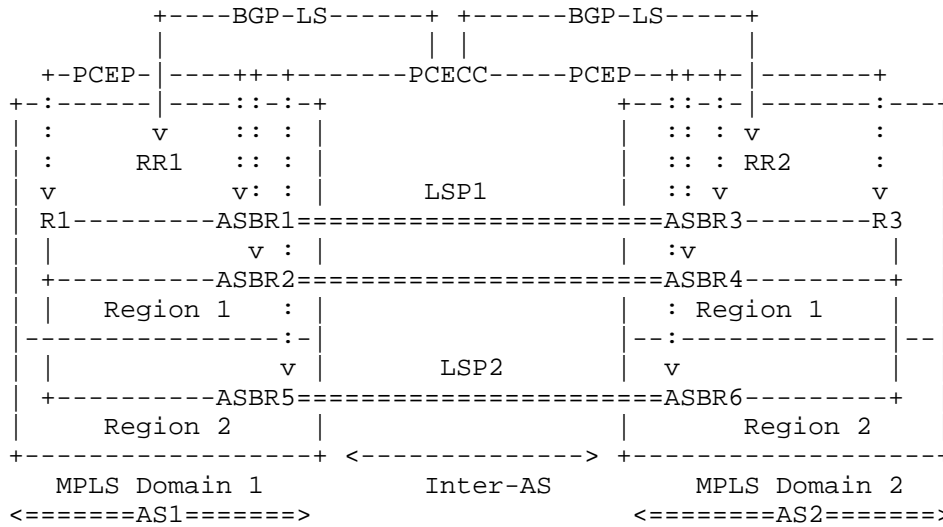 +----BGP-LS------+ +------BGP-LS-----+
| | | |
+-PCEP-|----++-+-------PCECC-----PCEP--++-+-|-------+
+-:------|----::-:-+ +--::-:-|-------:----
| : v :: : | | :: : v :
| : RR1 :: : | | :: : RR2 :
| v v: : | LSP1 | :: v v
| R1---------ASBR1=======================ASBR3--------R3
| | v : | | :v |
| +----------ASBR2=======================ASBR4---------+
| | Region 1 : | | : Region 1 |
|----------------:-| |--:-------------|--|
| | v | LSP2 | v |
| +----------ASBR5=======================ASBR6---------+
| Region 2 | | Region 2
+------------------+ <--------------> +-------------------
MPLS Domain 1 Inter-AS MPLS Domain 2
<=======AS1=======> <========AS2=======>